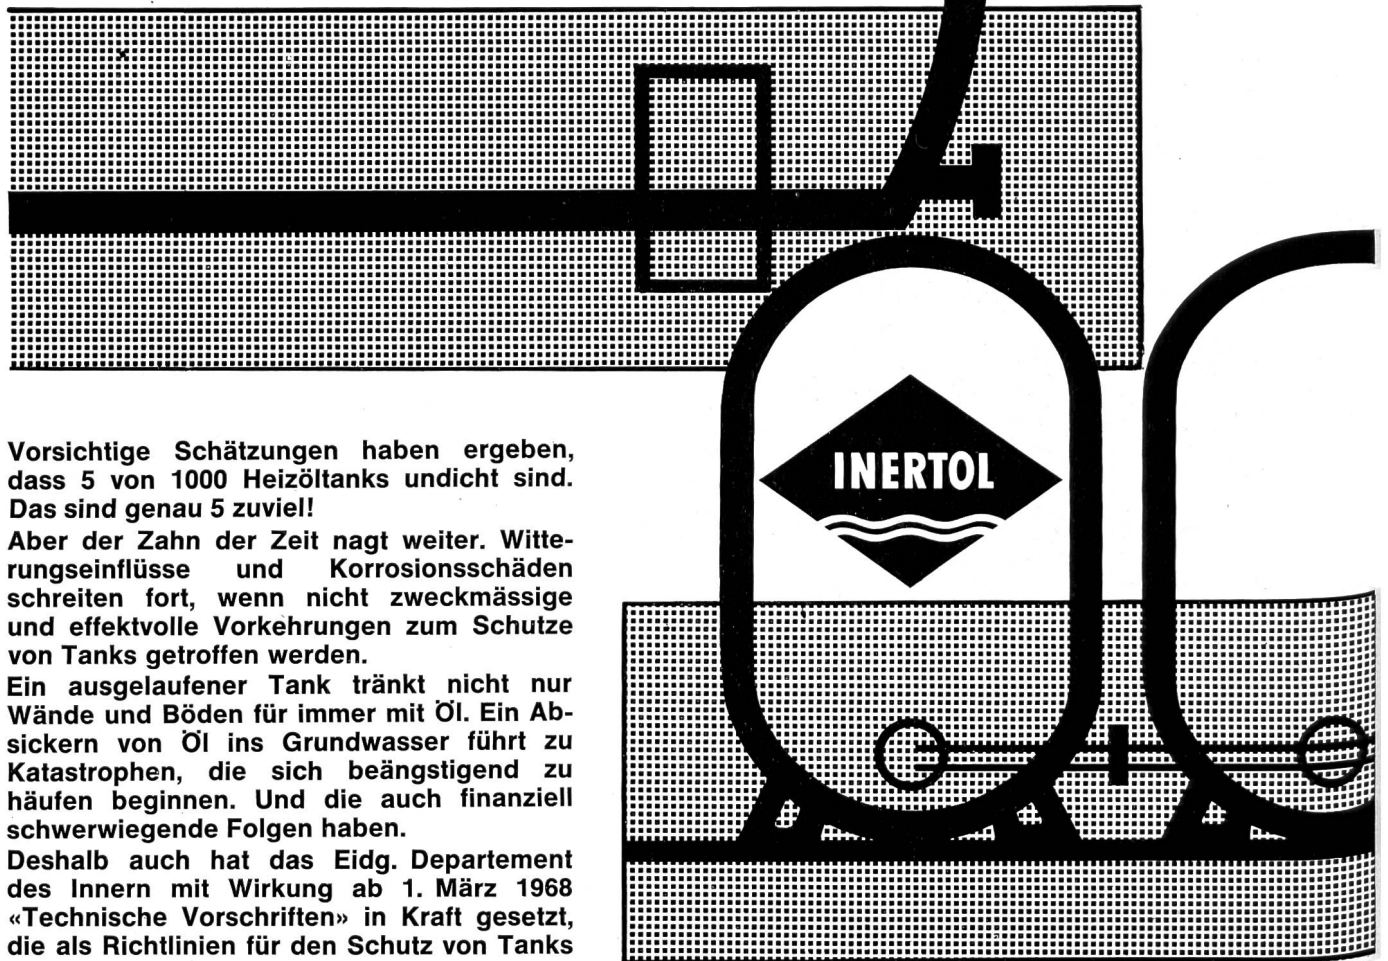 Vorsichtige Schätzungen haben ergeben,
dass 5 von 1000 Heizöltanks undicht sind.
Das sind genau 5 zuviel!
Aber der Zahn der Zeit nagt weiter. Witte-
rungseinflüsse und Korrosionsschäden
schreiten fort, wenn nicht zweckmässige
und effektvolle Vorkehrungen zum Schutze
von Tanks getroffen werden.
Ein ausgelaufener Tank tränkt nicht nur
Wände und Böden für immer mit Öl. Ein Ab-
sickern von Öl ins Grundwasser führt zu
Katastrophen, die sich beängstigend zu
häufen beginnen. Und die auch finanziell
schwerwiegende Folgen haben.
Deshalb auch hat das Eidg. Departement
des Innern mit Wirkung ab 1. März 1968
«Technische Vorschriften» in Kraft gesetzt,
die als Richtlinien für den Schutz von Tanks
INERTOL